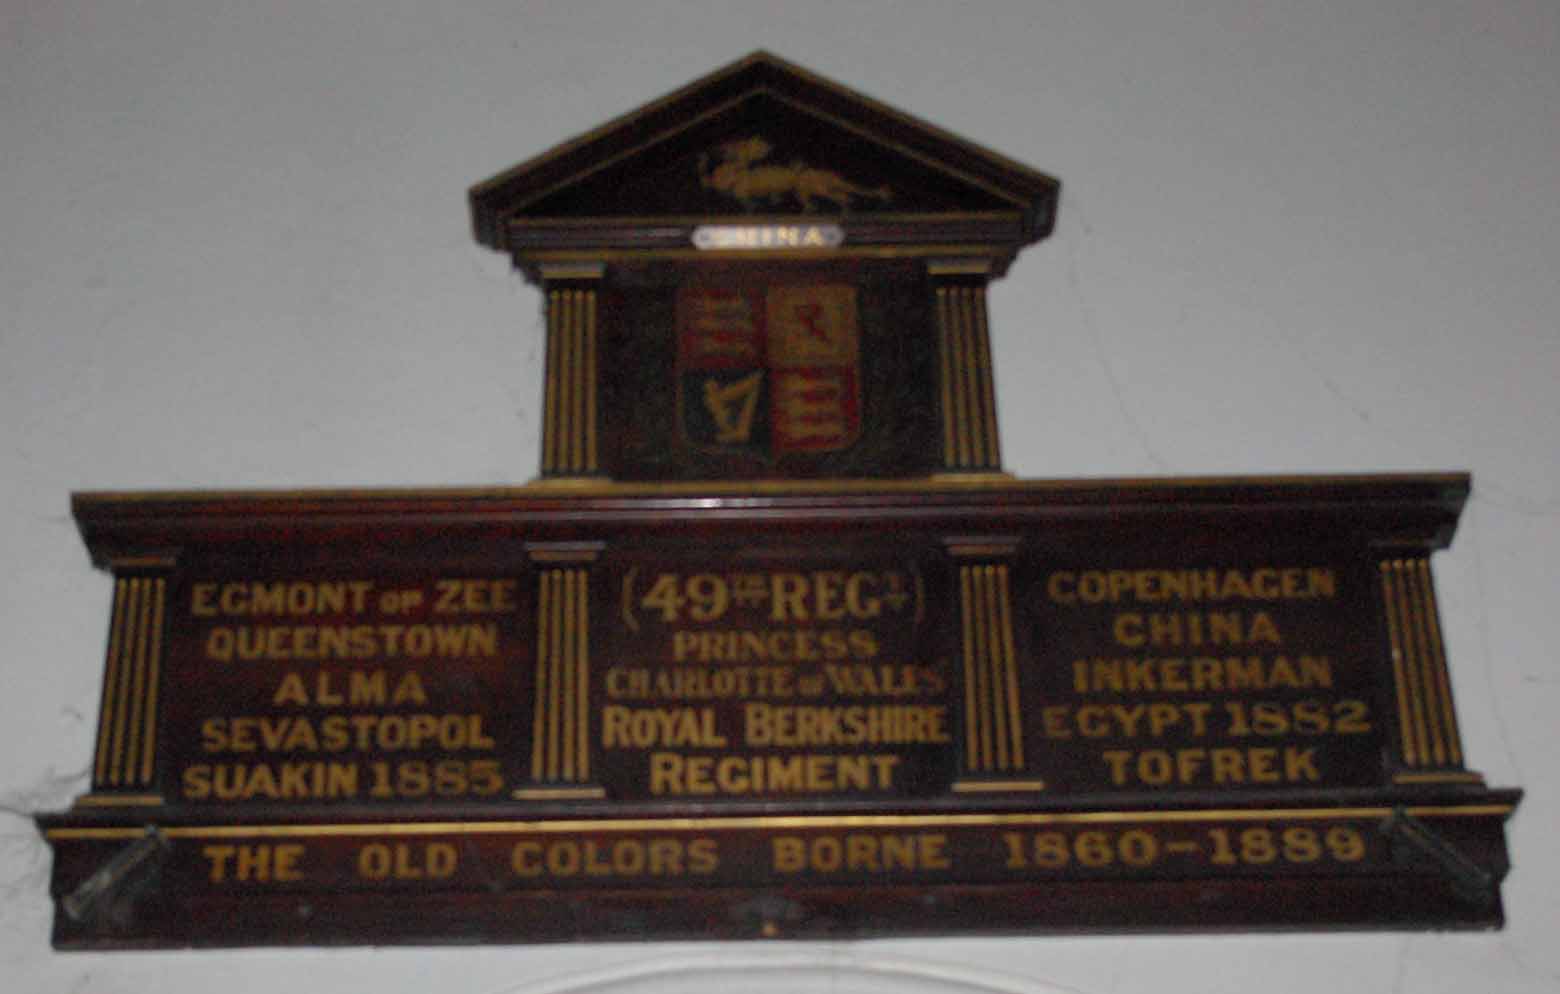 CHINA
EGMONT OP ZEE
QUEENSTOWN
ALMA
SEVASTOPOL
SUAKIN 1885
(49TH REGT)
PRINCESS
CHARLOTTE OF WALES
ROYAL BERKSHIRE
REGIMENT
COPENHAGEN
CHINA
INKERMAN
EGYPT 1882
TOFREK
THE OLD COLORS BORNE 1860-1889